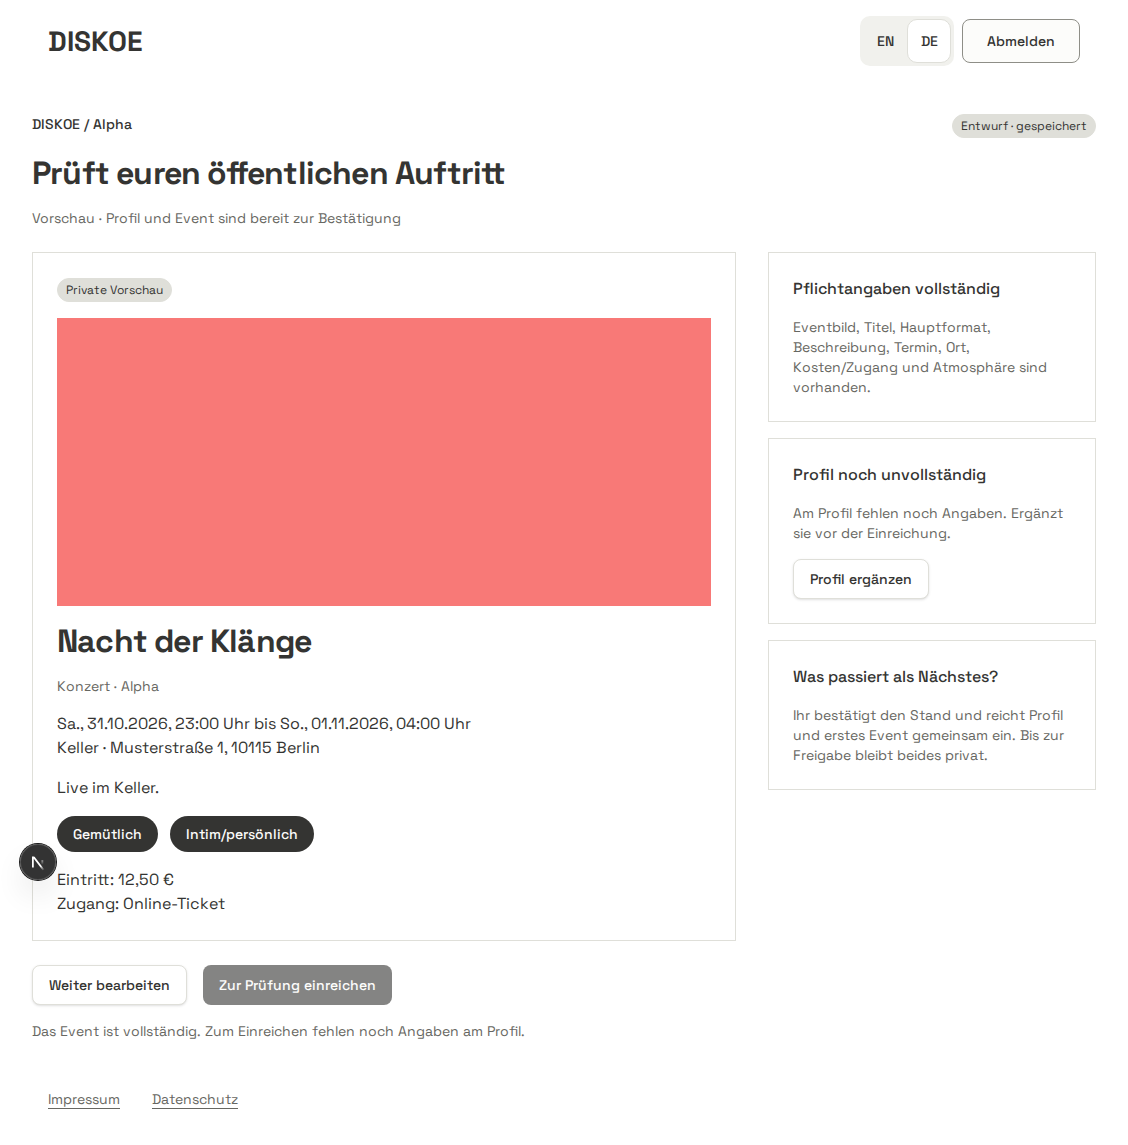 DISKOE
EN DE Abmelden
DISKOE / Alpha
Entwurf · gespeichert
Prüft euren öffentlichen Auftritt
Vorschau · Profil und Event sind bereit zur Bestätigung
Private Vorschau
Nacht der Klänge
Konzert · Alpha
Sa., 31.10.2026, 23:00 Uhr bis So., 01.11.2026, 04:00 Uhr
Keller · Musterstraße 1, 10115 Berlin
Live im Keller.
Gemütlich Intim/persönlich
N
Eintritt: 12,50 €
Zugang: Online-Ticket
Pflichtangaben vollständig
Eventbild, Titel, Hauptformat,
Beschreibung, Termin, Ort,
Kosten/Zugang und Atmosphäre sind
vorhanden.
Profil noch unvollständig
Am Profil fehlen noch Angaben. Ergänzt
sie vor der Einreichung.
Profil ergänzen
Was passiert als Nächstes?
Ihr bestätigt den Stand und reicht Profil
und erstes Event gemeinsam ein. Bis zur
Freigabe bleibt beides privat.
Weiter bearbeiten Zur Prüfung einreichen
Das Event ist vollständig. Zum Einreichen fehlen noch Angaben am Profil.
Impressum Datenschutz